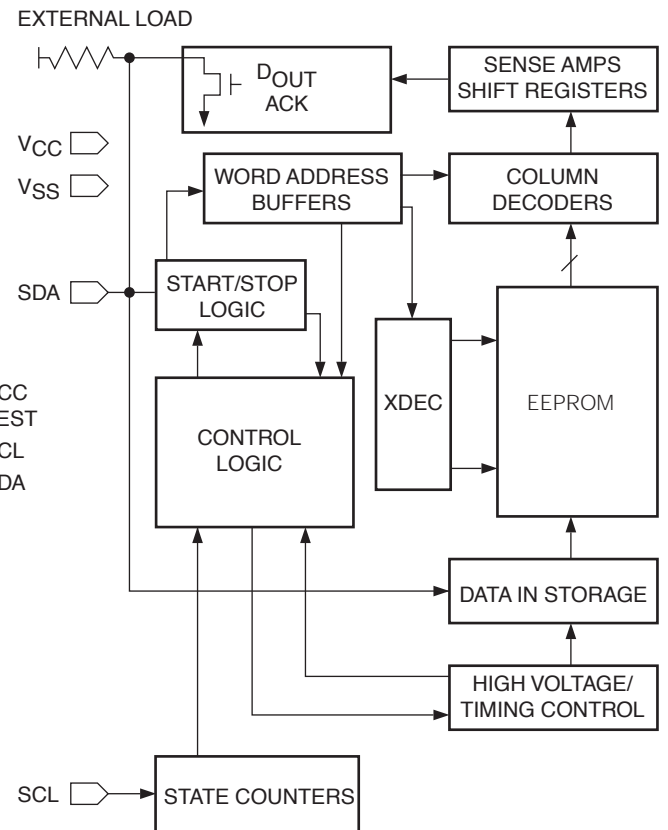 EXTERNAL LOAD
DOUT
ACK
SENSE AMPS
SHIFT REGISTERS
VCC
VSS
WORD ADDRESS
BUFFERS
COLUMN
DECODERS
SDA
START/STOP
LOGIC
XDEC
EEPROM
CC
EST
CL
DA
CONTROL
LOGIC
DATA IN STORAGE
HIGH VOLTAGE/
TIMING CONTROL
SCL
STATE COUNTERS